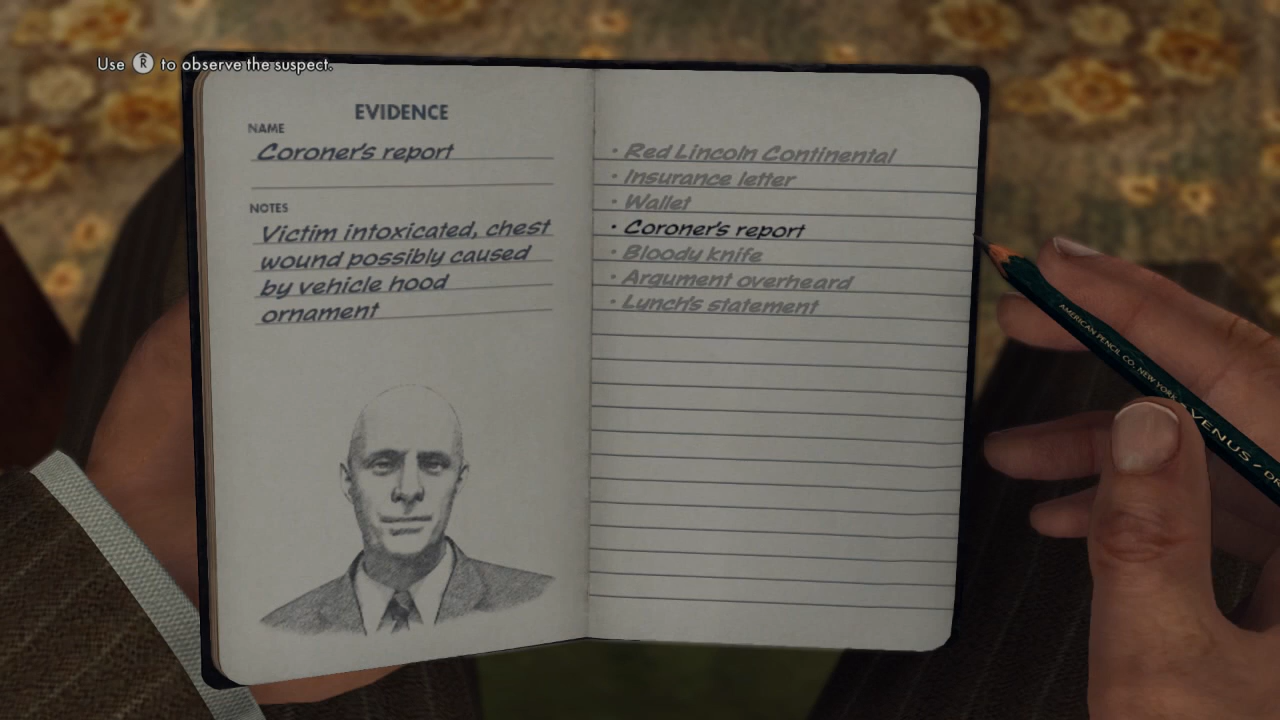 Use R to observe the suspect.
EVIDENCE
NAME
Coroner's report
NOTES
Victim intoxicated, chest
wound possibly caused
by vehicle hood
ornament
• Red Lincoln Continental
• Insurance letter
• Wallet
• Coroner's report
• Bloody knife
• Argument overheard
• Lynch's statement
AMERICAN PENCIL CO. NEW YORK
VENUS / DR